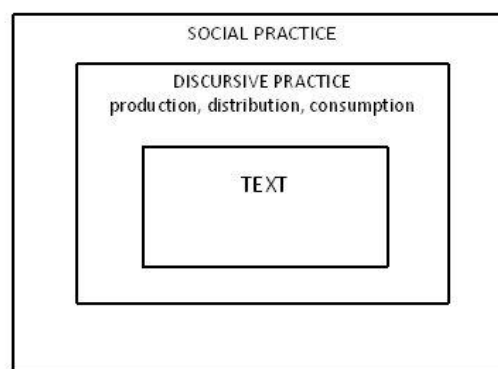 SOCIAL PRACTICE
DISCURSIVE PRACTICE
production, distribution, consumption
TEXT